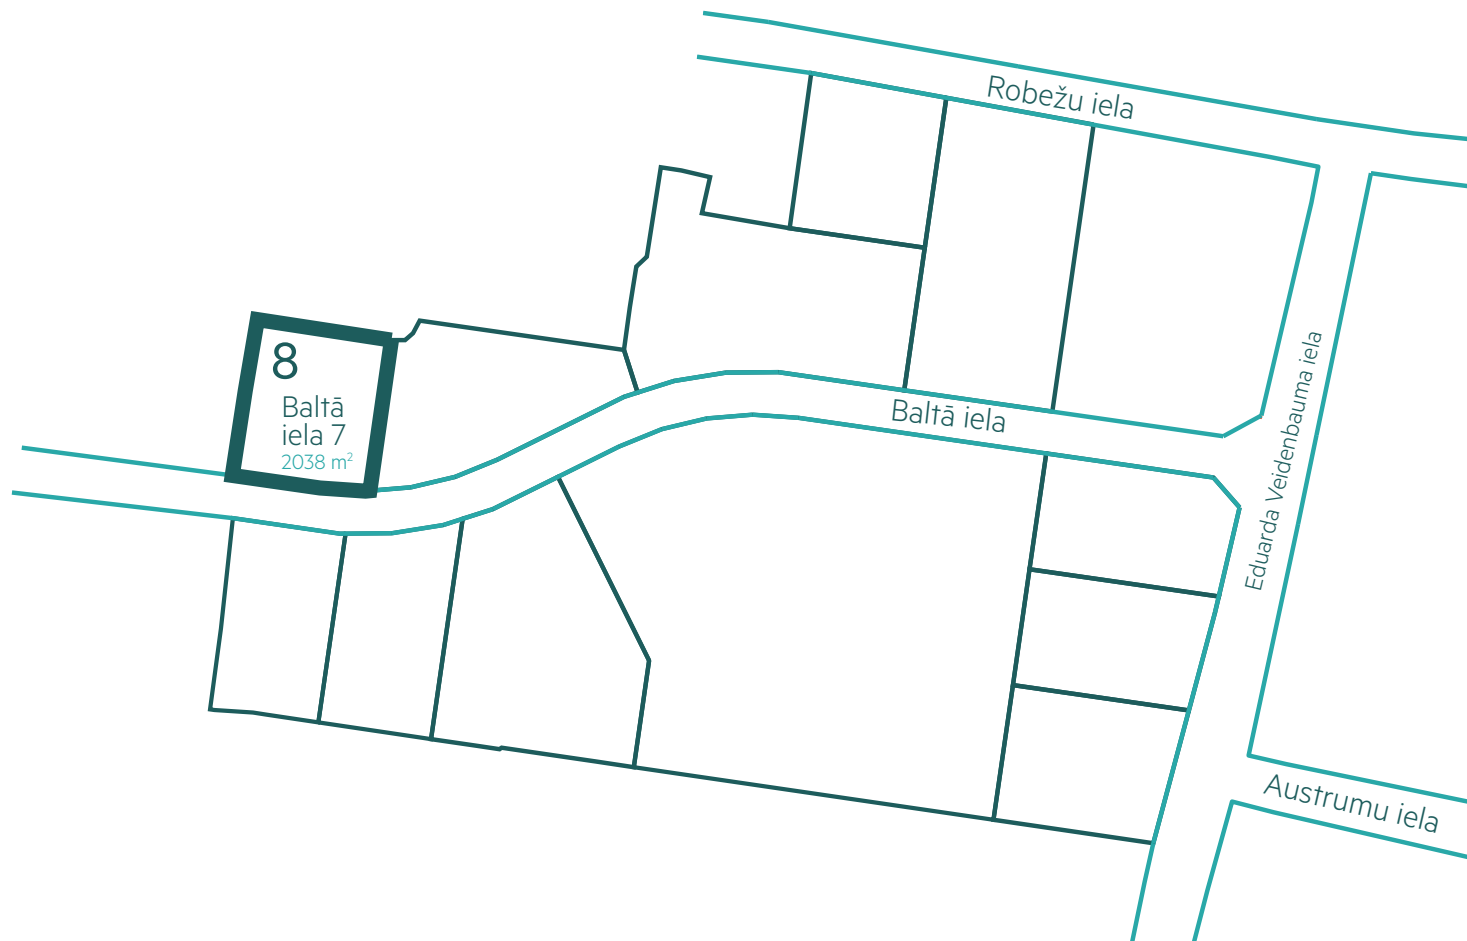 Robežu iela
8
Baltā
iela 7
2038 m²
Baltā iela
Eduarda Veidenbauma iela
Austrumu iela